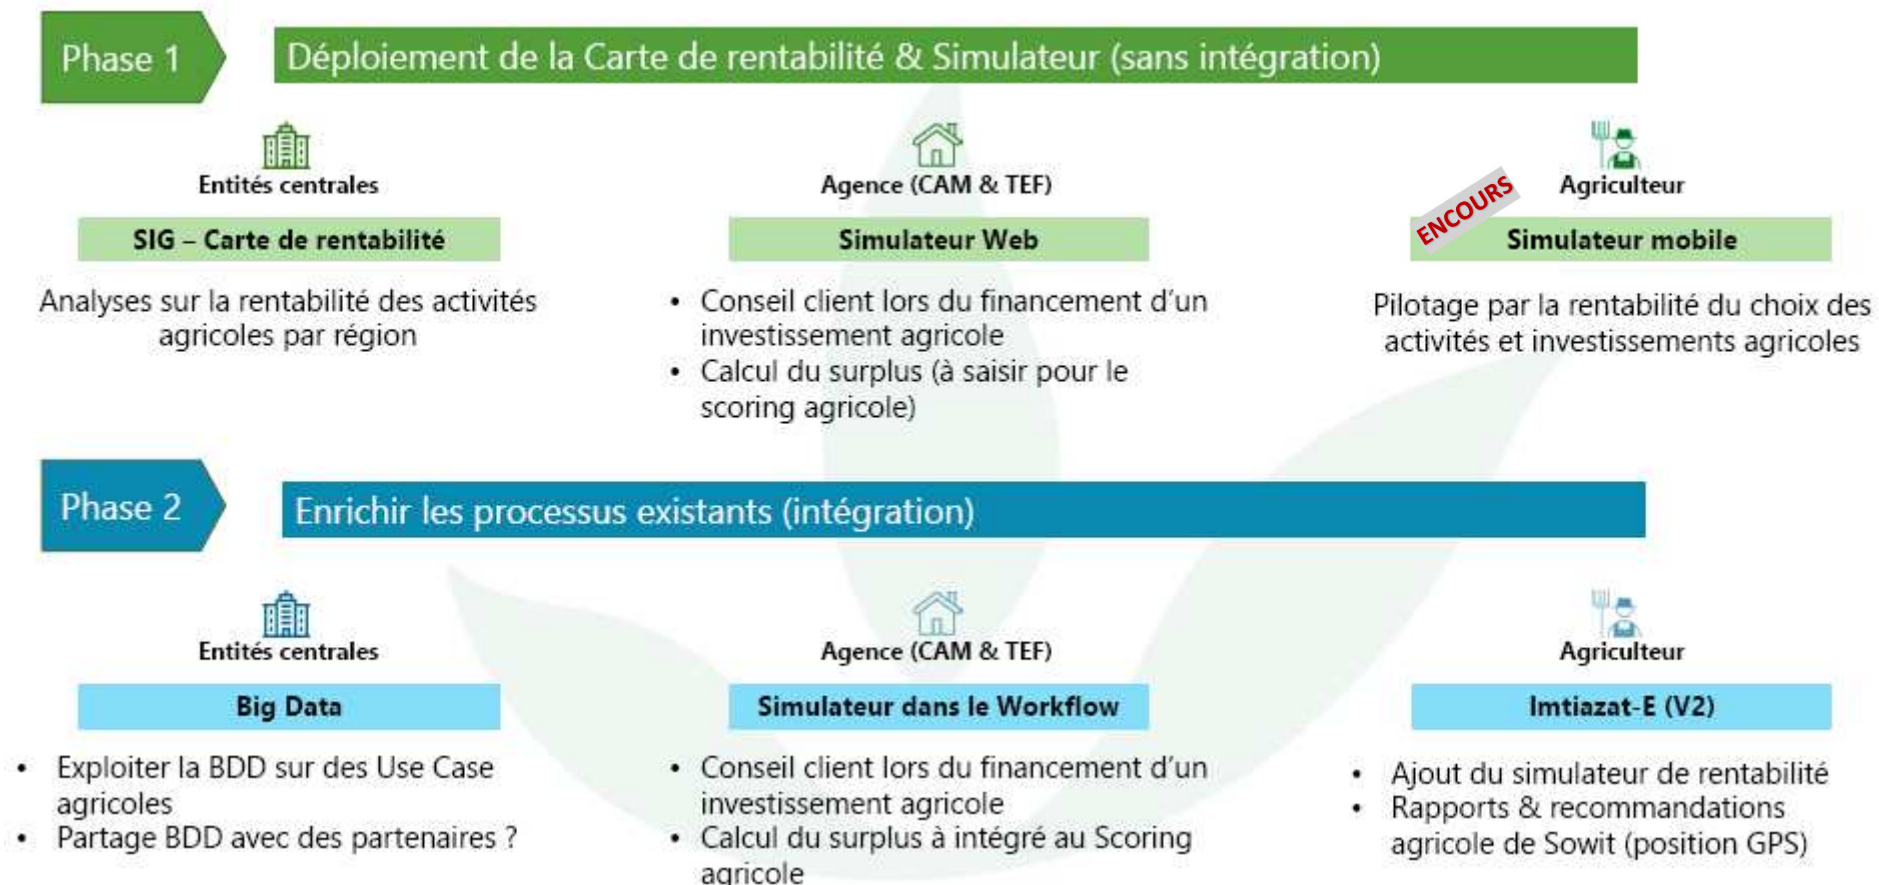 Phase 1
Déploiement de la Carte de rentabilité & Simulateur (sans intégration)
Entités centrales
SIG – Carte de rentabilité
Analyses sur la rentabilité des activités
agricoles par région
Agence (CAM & TEF)
Simulateur Web
• Conseil client lors du financement d'un
investissement agricole
• Calcul du surplus (à saisir pour le
scoring agricole)
Agriculteur
ENCOURS
Simulateur mobile
Pilotage par la rentabilité du choix des
activités et investissements agricoles
Phase 2
Enrichir les processus existants (intégration)
Entités centrales
Big Data
• Exploiter la BDD sur des Use Case
agricoles
• Partage BDD avec des partenaires ?
Agence (CAM & TEF)
Simulateur dans le Workflow
• Conseil client lors du financement d'un
investissement agricole
• Calcul du surplus à intégré au Scoring
agricole
Agriculteur
Imtiazat-E (V2)
• Ajout du simulateur de rentabilité
• Rapports & recommandations
agricole de Sowit (position GPS)